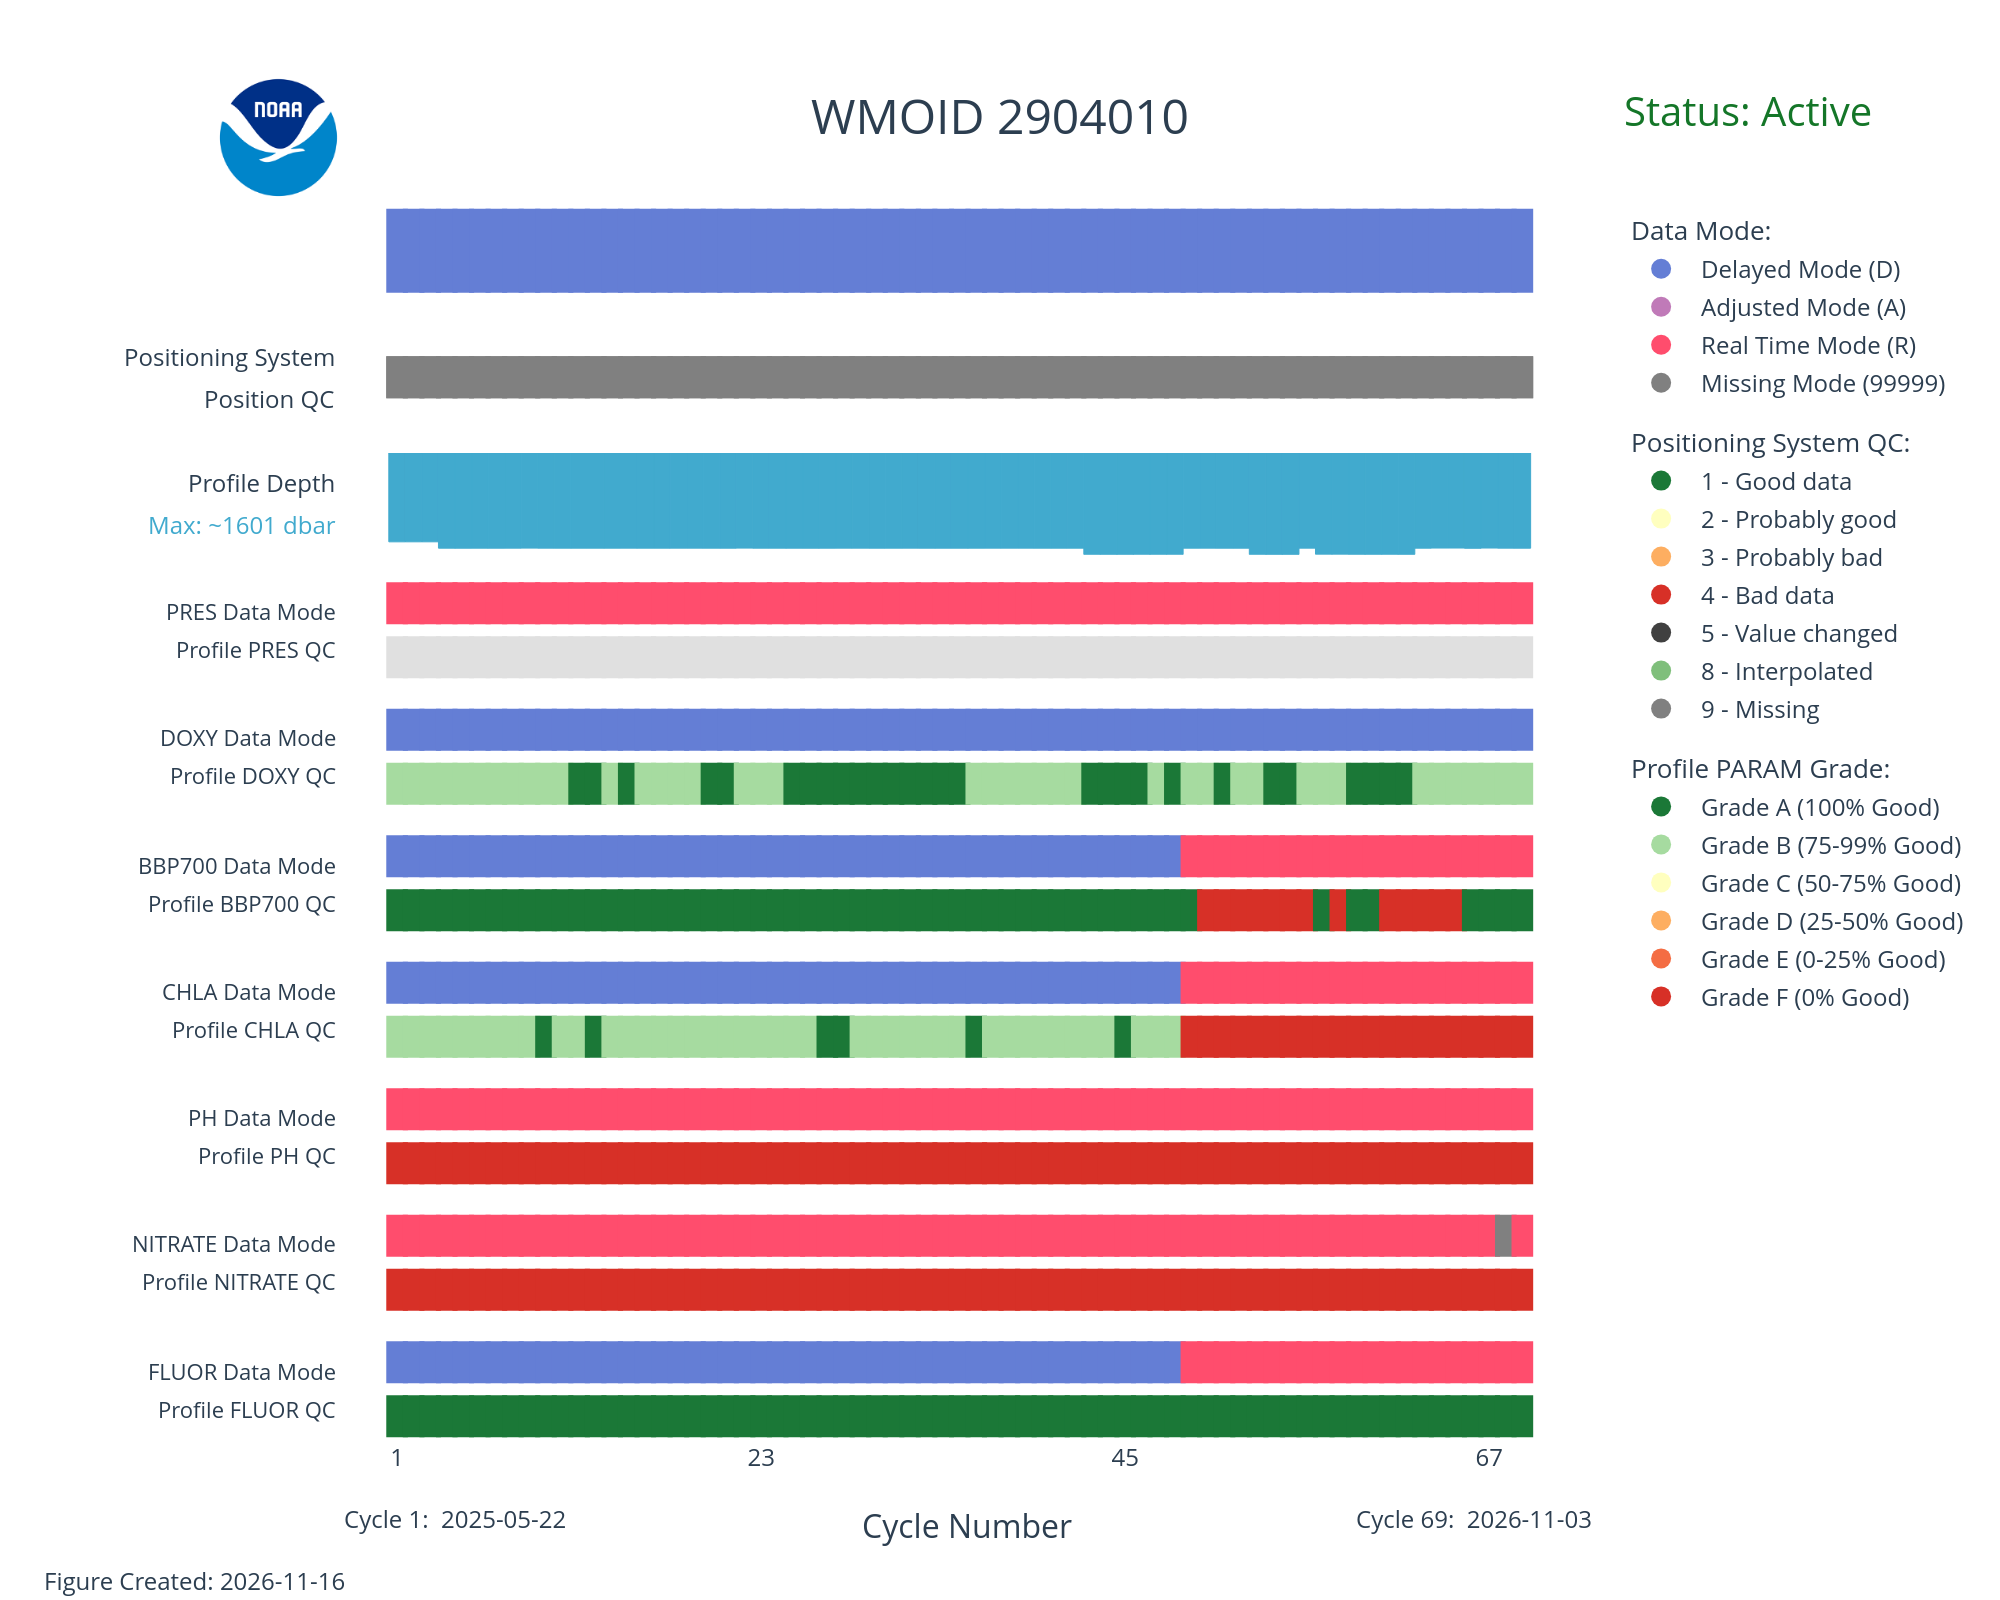 NOAA
WMOID 2904010
Status: Active
Data Mode:
Delayed Mode (D)
Adjusted Mode (A)
Real Time Mode (R)
Missing Mode (99999)
Positioning System QC:
1 - Good data
2 - Probably good
3 - Probably bad
4 - Bad data
5 - Value changed
8 - Interpolated
9 - Missing
Profile PARAM Grade:
Grade A (100% Good)
Grade B (75-99% Good)
Grade C (50-75% Good)
Grade D (25-50% Good)
Grade E (0-25% Good)
Grade F (0% Good)
Positioning System
Position QC
Profile Depth
Max: ~1601 dbar
PRES Data Mode
Profile PRES QC
DOXY Data Mode
Profile DOXY QC
BBP700 Data Mode
Profile BBP700 QC
CHLA Data Mode
Profile CHLA QC
PH Data Mode
Profile PH QC
NITRATE Data Mode
Profile NITRATE QC
FLUOR Data Mode
Profile FLUOR QC
1 23 45 67
Cycle 1: 2025-05-22
Cycle Number
Cycle 69: 2026-11-03
Figure Created: 2026-11-16